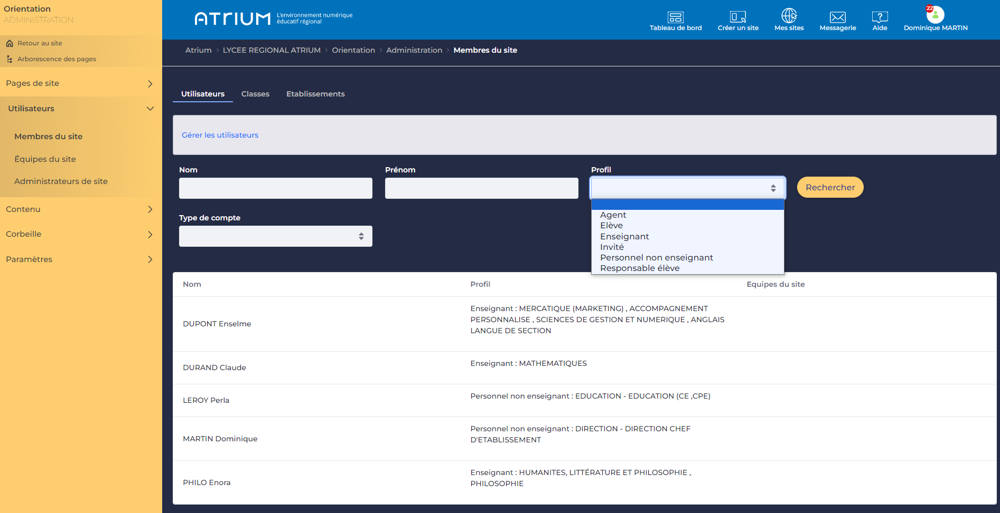 Orientation
ADMINISTRATION
Retour au site
Arborescence des pages
Pages de site
Utilisateurs
Membres du site
Équipes du site
Administrateurs de site
Contenu
Corbeille
Paramètres
ATRIUM
L'environnement numérique
éducatif régional
Tableau de bord
Créer un site
Mes sites
Messagerie
Aide
22
Dominique MARTIN
Atrium > LYCEE REGIONAL ATRIUM > Orientation > Administration > Membres du site
Utilisateurs Classes Etablissements
Gérer les utilisateurs
Nom
Prénom
Profil
Rechercher
Agent
Elève
Enseignant
Invité
Personnel non enseignant
Responsable élève
Type de compte
Nom Profil Equipes du site
DUPONT Enselme
Enseignant : MERCATIQUE (MARKETING) , ACCOMPAGNEMENT
PERSONNALISE , SCIENCES DE GESTION ET NUMERIQUE , ANGLAIS
LANGUE DE SECTION
DURAND Claude
Enseignant : MATHEMATIQUES
LEROY Perla
Personnel non enseignant : EDUCATION - EDUCATION (CE ,CPE)
MARTIN Dominique
Personnel non enseignant : DIRECTION - DIRECTION CHEF
D'ETABLISSEMENT
PHILO Enora
Enseignant : HUMANITES, LITTÉRATURE ET PHILOSOPHIE ,
PHILOSOPHIE